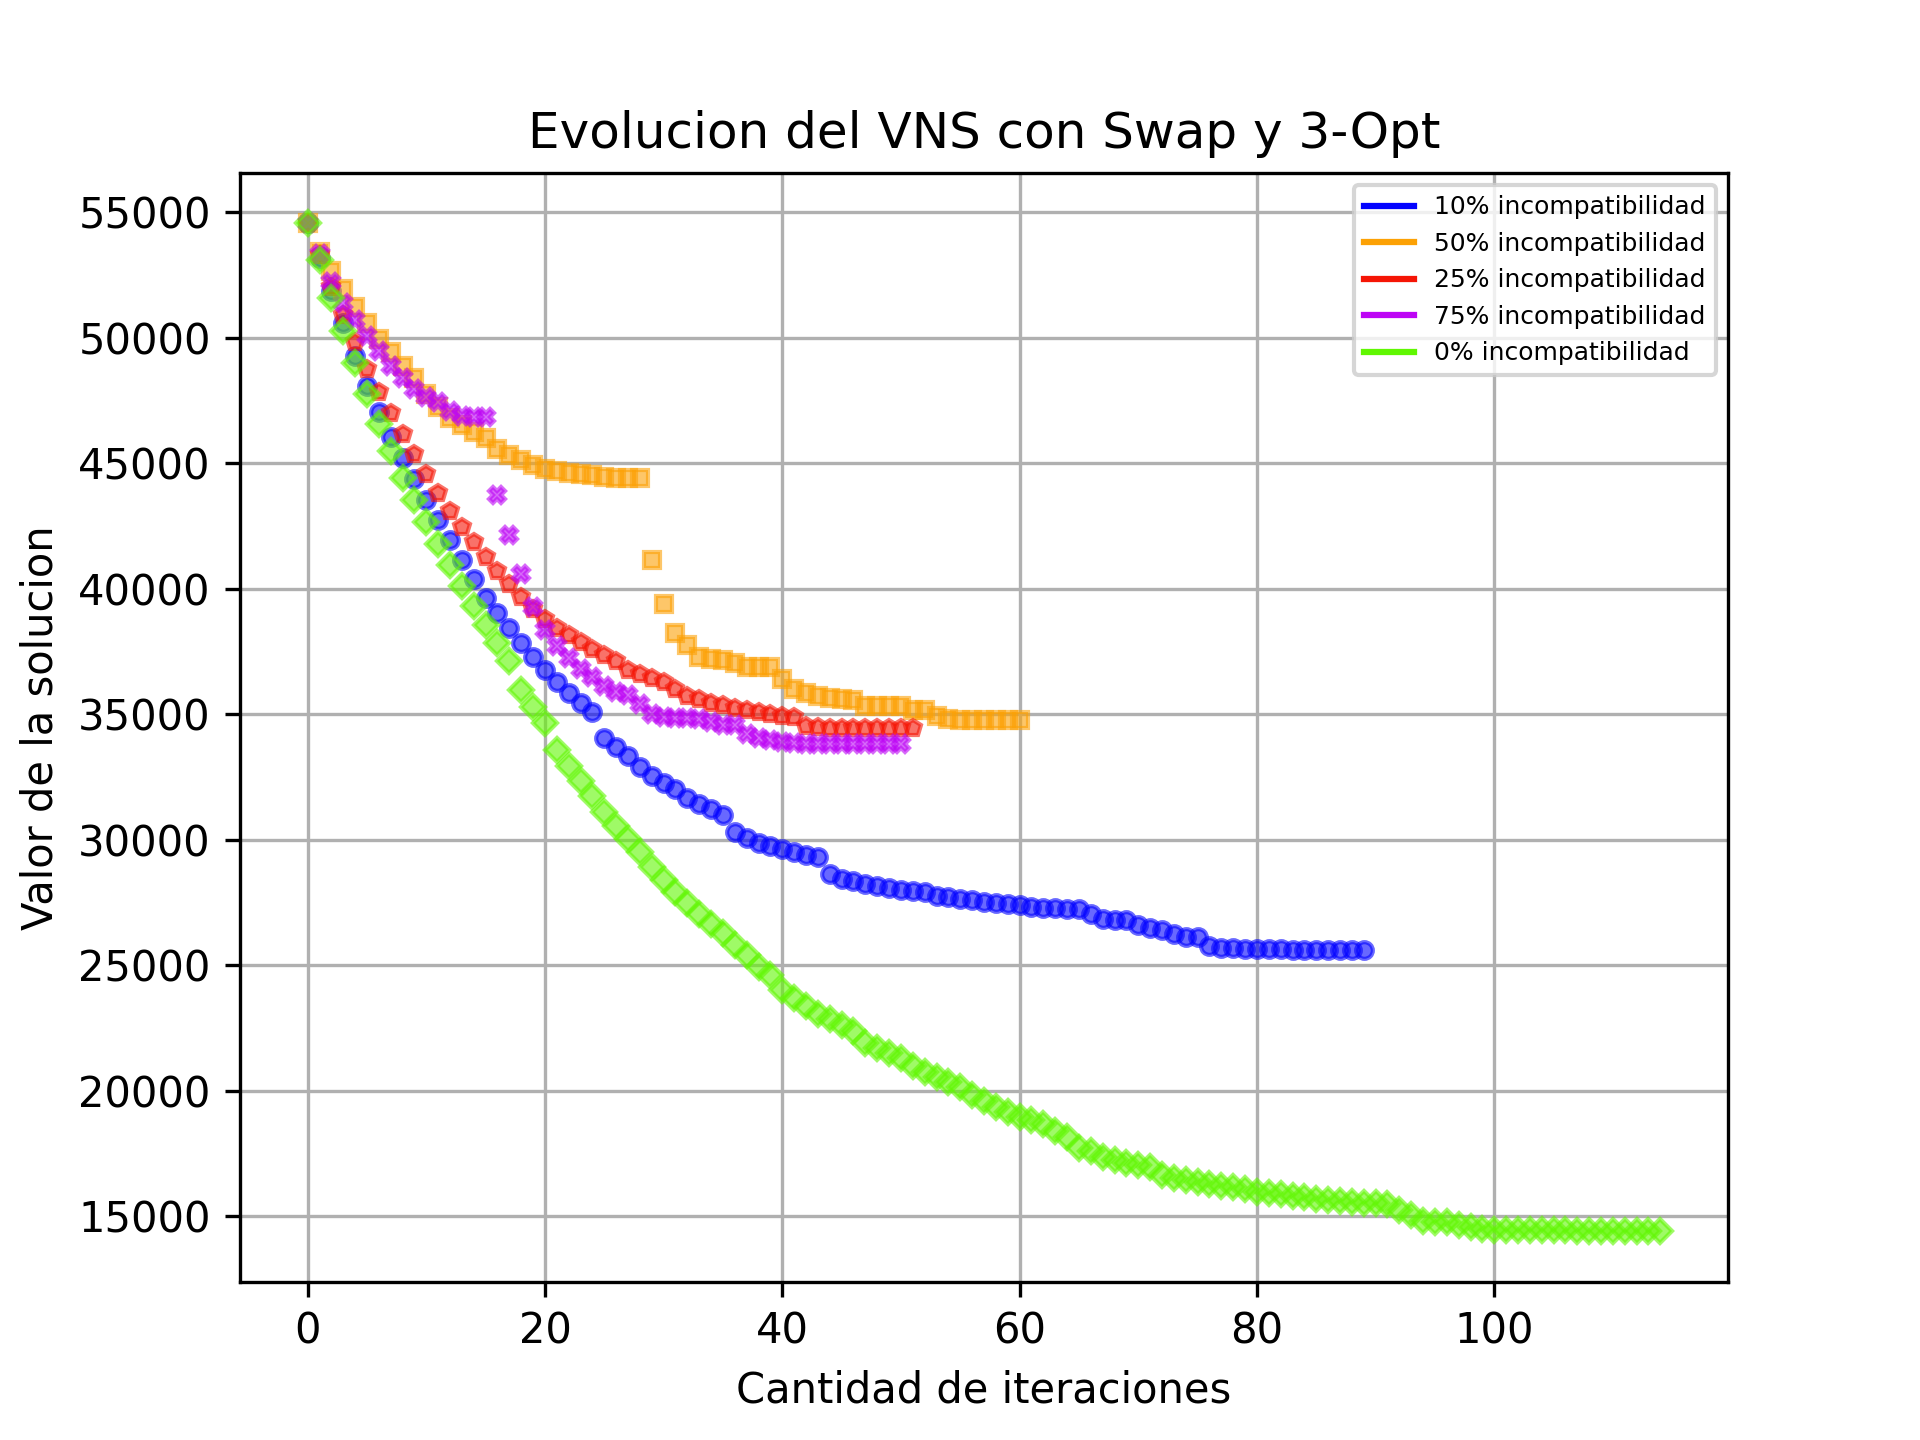 Evolucion del VNS con Swap y 3-Opt
10% incompatibilidad
50% incompatibilidad
25% incompatibilidad
75% incompatibilidad
0% incompatibilidad
Valor de la solucion
55000
50000
45000
40000
35000
30000
25000
20000
15000
0 20 40 60 80 100
Cantidad de iteraciones